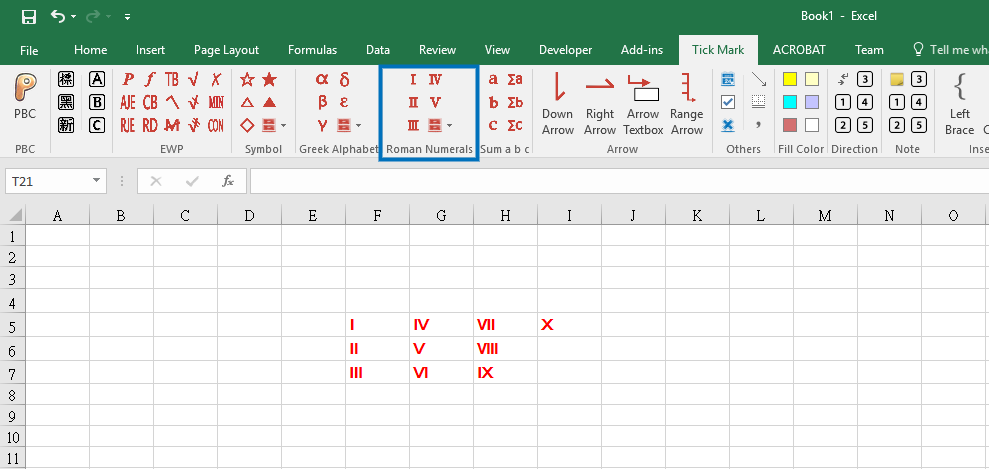 Book1 - Excel
File Home Insert Page Layout Formulas Data Review View Developer Add-ins Tick Mark ACROBAT Team Tell me wha
標 A P f TB √ X α δ I IV a Σa 3 3
黑 B AJE CB MIN β ε II V b Σb 1 4 1 4
新 C RJE RD CON γ III c Σc 2 5 2 5
PBC Down Arrow Right Arrow Arrow Textbox Range Arrow Left Brace C
PBC EWP Symbol Greek Alphabet Roman Numerals Sum a b c Arrow Others Fill Color Direction Note Inse
T21 fx
A B C D E F G H I J K L M N O
1
2
3
4
5 I IV VII X
6 II V VIII
7 III VI IX
8
9
10
11